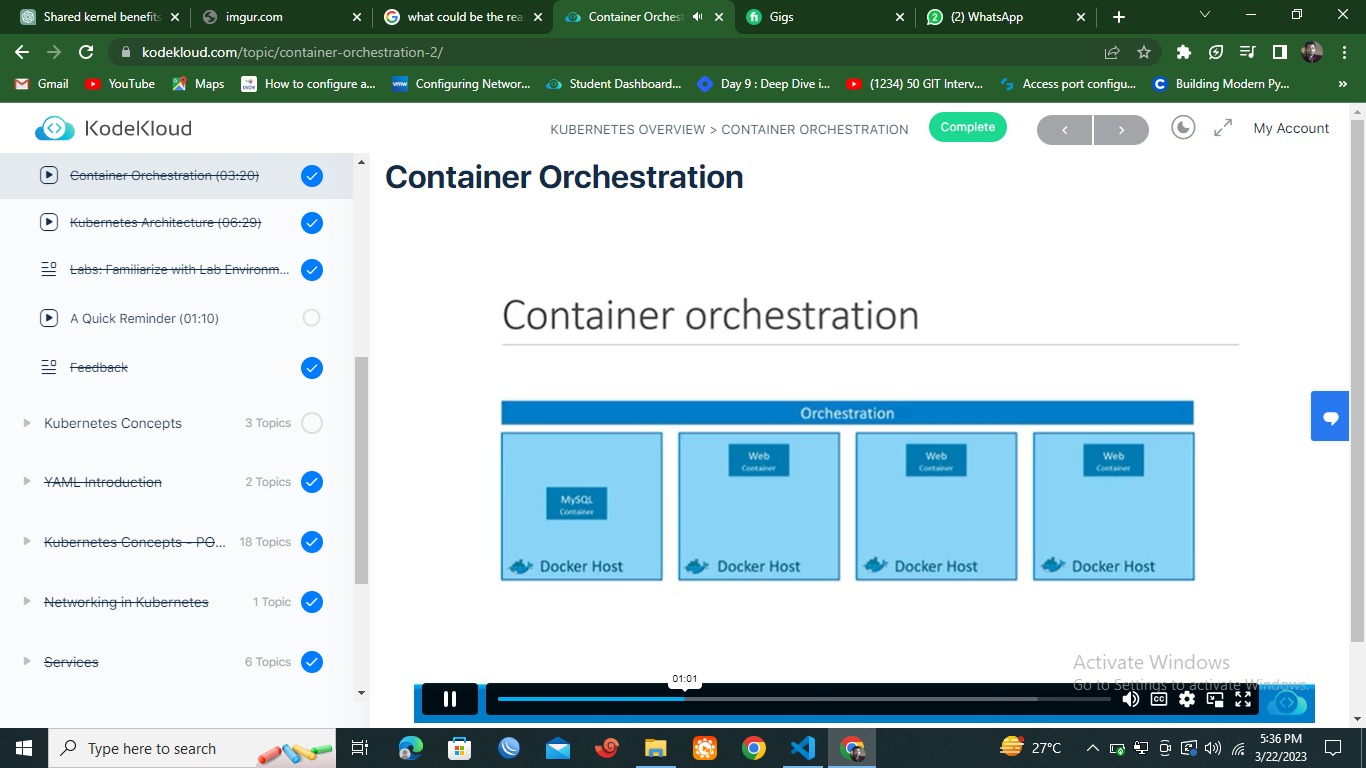 Shared kernel benefits
imgur.com
what could be the rea
Container Orchest
Gigs
(2) WhatsApp
kodekloud.com/topic/container-orchestration-2/
Gmail
YouTube
Maps
How to configure a...
Configuring Networ...
Student Dashboard...
Day 9 : Deep Dive i...
(1234) 50 GIT Interv...
Access port configu...
Building Modern Py...
KodeKloud
KUBERNETES OVERVIEW > CONTAINER ORCHESTRATION
Complete
My Account
Container Orchestration (03:20)
Kubernetes Architecture (06:29)
Labs: Familiarize with Lab Environm...
A Quick Reminder (01:10)
Feedback
Kubernetes Concepts
3 Topics
YAML Introduction
2 Topics
Kubernetes Concepts - PO...
18 Topics
Networking in Kubernetes
1 Topic
Services
6 Topics
Container Orchestration
Container orchestration
Orchestration
MySQL
Container
Docker Host
Web
Container
Docker Host
Web
Container
Docker Host
Web
Container
Docker Host
Activate Windows
Go to Settings to activate Windows.
01:01
CC
Type here to search
27°C
5:36 PM
3/22/2023